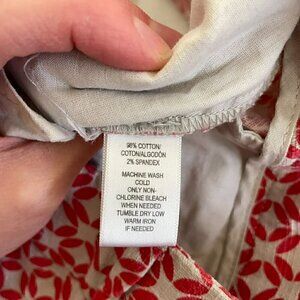 98% COTTON/
COTTON/ALGODÓN
2% SPANDEX
MACHINE WASH
COLD
ONLY NON-
CHLORINE BLEACH
WHEN NEEDED
TUMBLE DRY LOW
WARM IRON
IF NEEDED